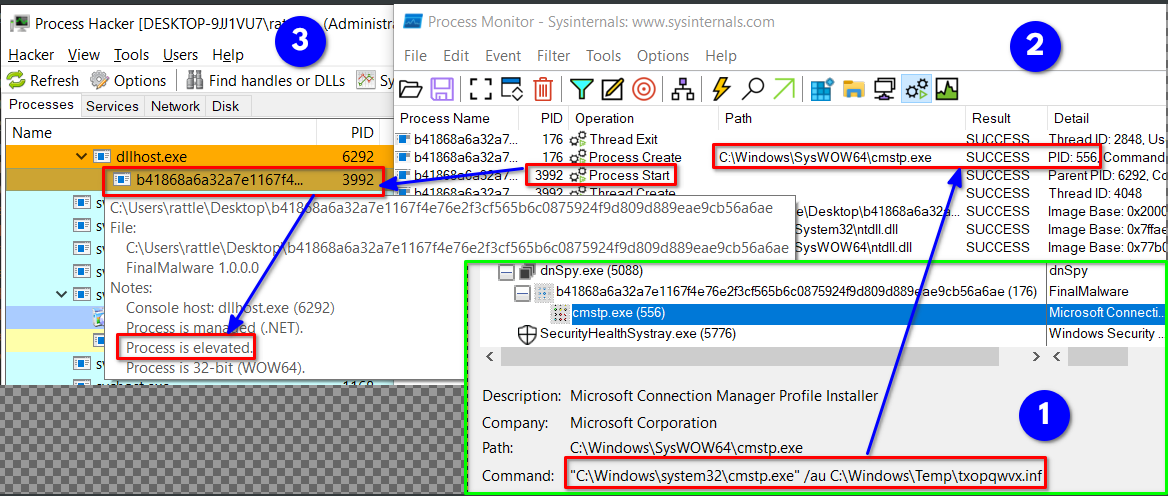 Process Hacker [DESKTOP-9JJ1VU7\ratt (Administra
3
Hacker View Tools Users Help
Refresh Options Find handles or DLLs Sy
Processes Services Network Disk
Name PID
dllhost.exe 6292
b41868a6a32a7e1167f4... 3992
C:\Users\rattle\Desktop\b41868a6a32a7e1167f4e76e2f3cf565b6c0875924f9d809d889eae9cb56a6ae
File:
C:\Users\rattle\Desktop\b41868a6a32a7e1167f4e76e2f3cf565b6c0875924f9d809d889eae9cb56a6ae
FinalMalware 1.0.0.0
Notes:
Console host: dllhost.exe (6292)
Process is managed (.NET).
Process is elevated.
Process is 32-bit (WOW64).
Process Monitor - Sysinternals: www.sysinternals.com
2
File Edit Event Filter Tools Options Help
Process Name PID Operation Path Result Detail
b41868a6a32a7... 176 Thread Exit SUCCESS Thread ID: 2848, Us
b41868a6a32a7... 176 Process Create C:\Windows\SysWOW64\cmstp.exe SUCCESS PID: 556, Comman
b41868a6a32a7... 3992 Process Start SUCCESS Parent PID: 6292, Co
b41868a6a32a7... 3992 Thread Create SUCCESS Thread ID: 4048
e\Desktop\b41868a6a32a7... SUCCESS Image Base: 0x2000
System32\ntdll.dll SUCCESS Image Base: 0x7ffae
SysWOW64\ntdll.dll SUCCESS Image Base: 0x77b0
dnSpy.exe (5088) dnSpy
b41868a6a32a7e1167f4e76e2f3cf565b6c0875924f9d809d889eae9cb56a6ae (176) FinalMalware
cmstp.exe (556) Microsoft Connecti...
SecurityHealthSystray.exe (5776) Windows Security ...
Description: Microsoft Connection Manager Profile Installer
Company: Microsoft Corporation
1
Path: C:\Windows\SysWOW64\cmstp.exe
Command: "C:\Windows\system32\cmstp.exe" /au C:\Windows\Temp\txopqwvx.inf